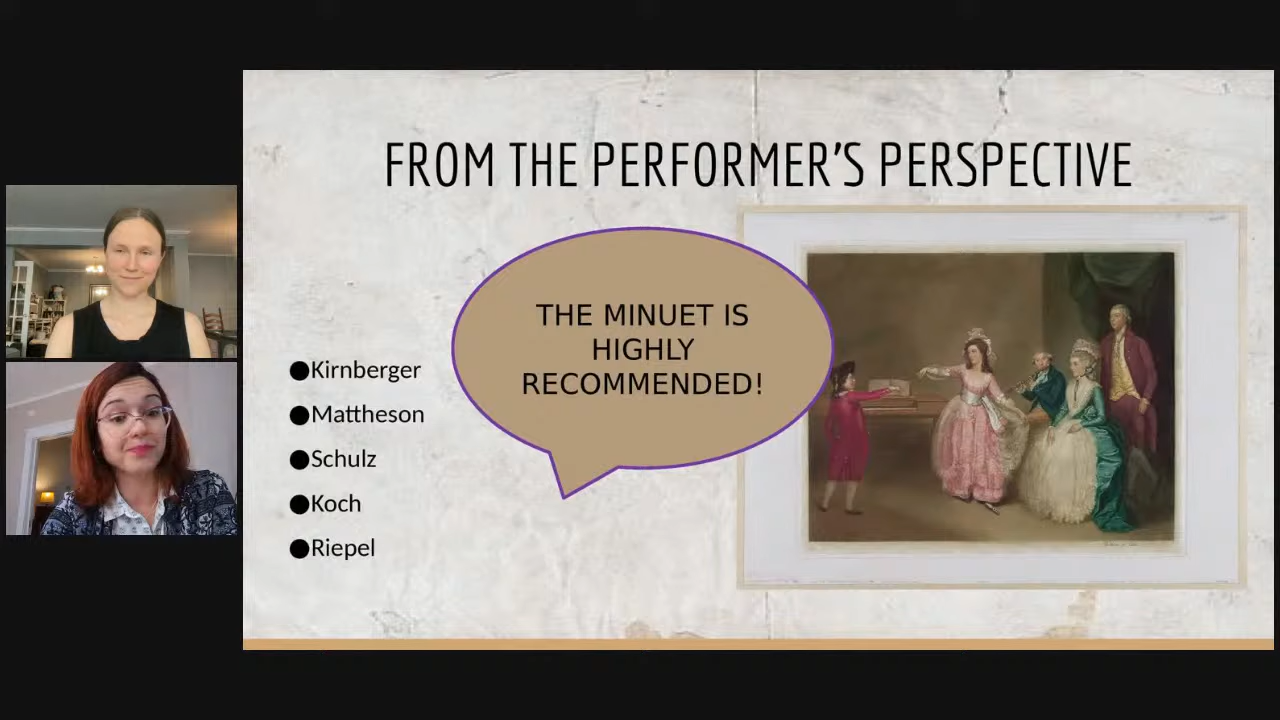 FROM THE PERFORMER'S PERSPECTIVE
THE MINUET IS
HIGHLY
RECOMMENDED!
●Kirnberger
●Mattheson
●Schulz
●Koch
●Riepel